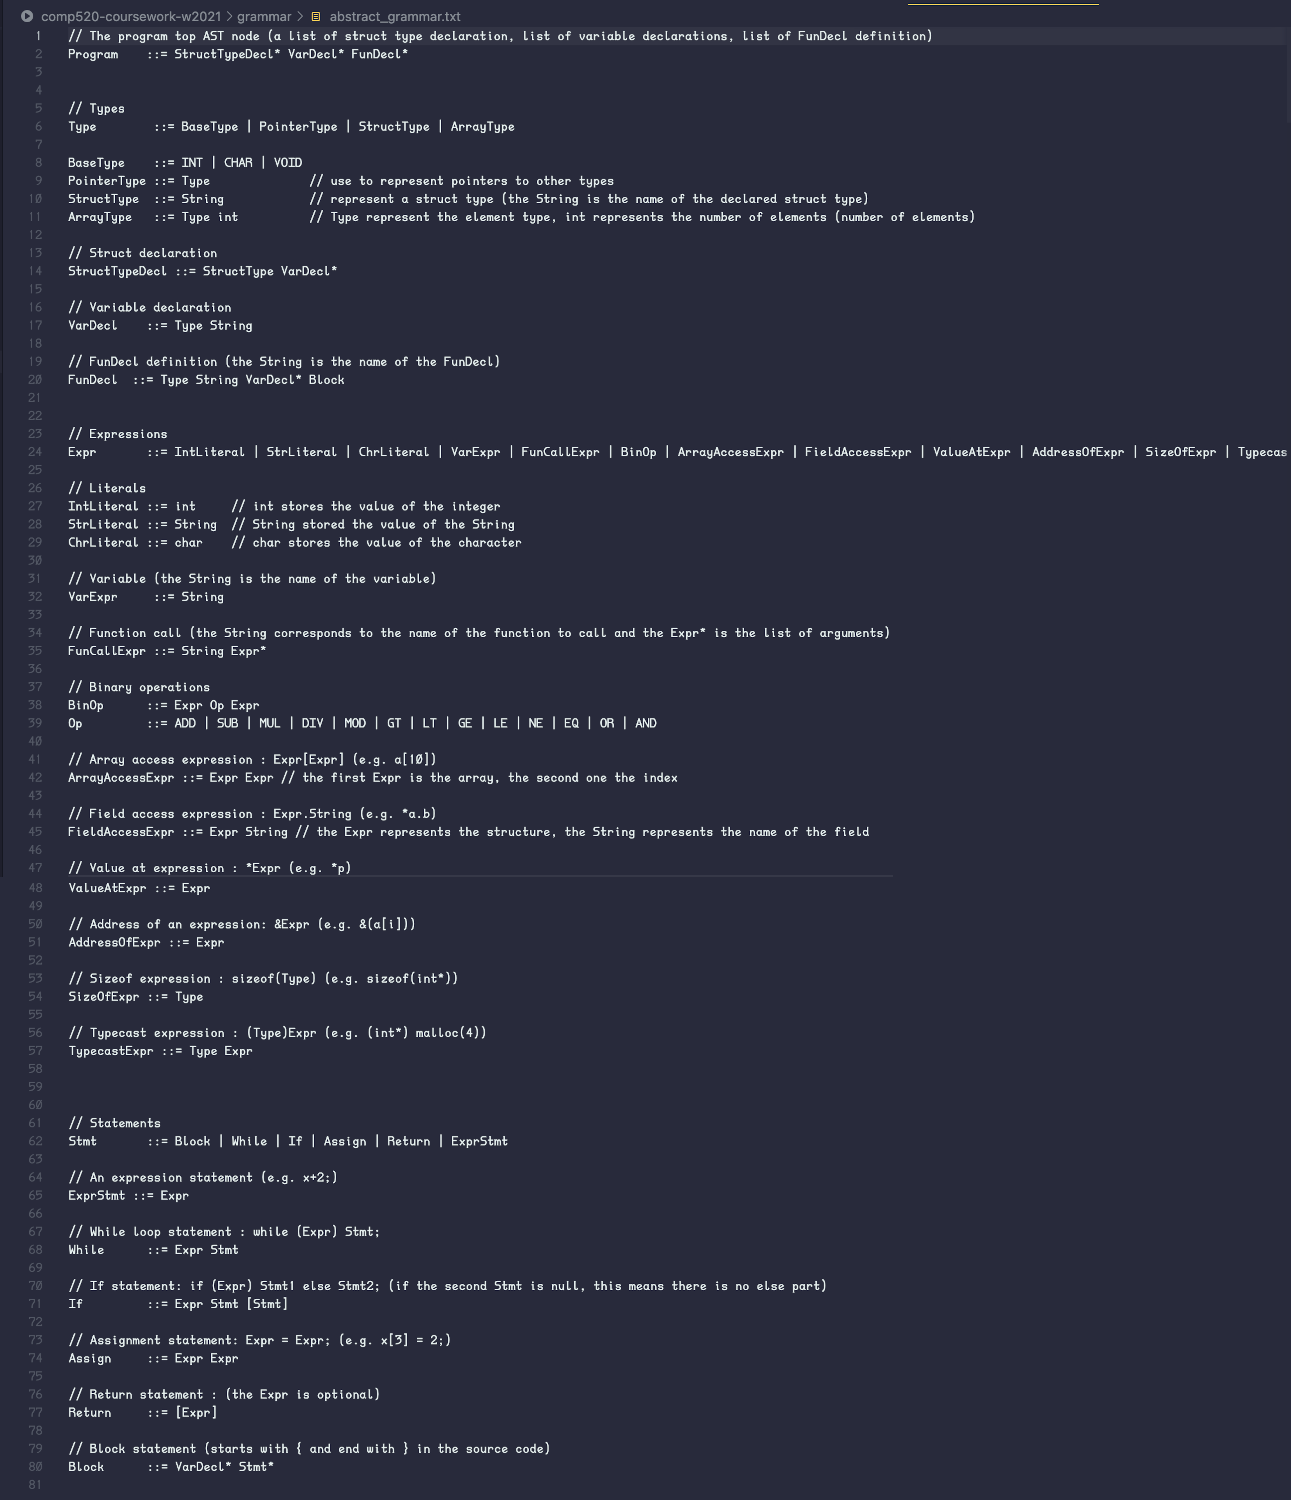 comp520-coursework-w2021 > grammar > abstract_grammar.txt
1 // The program top AST node (a list of struct type declaration, list of variable declarations, list of FunDecl definition)
2 Program    ::= StructTypeDecl* VarDecl* FunDecl*
3
4
5 // Types
6 Type        ::= BaseType | PointerType | StructType | ArrayType
7
8 BaseType    ::= INT | CHAR | VOID
9 PointerType ::= Type              // use to represent pointers to other types
10 StructType  ::= String            // represent a struct type (the String is the name of the declared struct type)
11 ArrayType   ::= Type int          // Type represent the element type, int represents the number of elements (number of elements)
12
13 // Struct declaration
14 StructTypeDecl ::= StructType VarDecl*
15
16 // Variable declaration
17 VarDecl    ::= Type String
18
19 // FunDecl definition (the String is the name of the FunDecl)
20 FunDecl  ::= Type String VarDecl* Block
21
22
23 // Expressions
24 Expr       ::= IntLiteral | StrLiteral | ChrLiteral | VarExpr | FunCallExpr | BinOp | ArrayAccessExpr | FieldAccessExpr | ValueAtExpr | AddressOfExpr | SizeOfExpr | Typecas
25
26 // Literals
27 IntLiteral ::= int     // int stores the value of the integer
28 StrLiteral ::= String  // String stored the value of the String
29 ChrLiteral ::= char    // char stores the value of the character
30
31 // Variable (the String is the name of the variable)
32 VarExpr     ::= String
33
34 // Function call (the String corresponds to the name of the function to call and the Expr* is the list of arguments)
35 FunCallExpr ::= String Expr*
36
37 // Binary operations
38 BinOp      ::= Expr Op Expr
39 Op         ::= ADD | SUB | MUL | DIV | MOD | GT | LT | GE | LE | NE | EQ | OR | AND
40
41 // Array access expression : Expr[Expr] (e.g. a[10])
42 ArrayAccessExpr ::= Expr Expr // the first Expr is the array, the second one the index
43
44 // Field access expression : Expr.String (e.g. *a.b)
45 FieldAccessExpr ::= Expr String // the Expr represents the structure, the String represents the name of the field
46
47 // Value at expression : *Expr (e.g. *p)
48 ValueAtExpr ::= Expr
49
50 // Address of an expression: &Expr (e.g. &(a[i]))
51 AddressOfExpr ::= Expr
52
53 // Sizeof expression : sizeof(Type) (e.g. sizeof(int*))
54 SizeOfExpr ::= Type
55
56 // Typecast expression : (Type)Expr (e.g. (int*) malloc(4))
57 TypecastExpr ::= Type Expr
58
59
60
61 // Statements
62 Stmt       ::= Block | While | If | Assign | Return | ExprStmt
63
64 // An expression statement (e.g. x+2;)
65 ExprStmt ::= Expr
66
67 // While loop statement : while (Expr) Stmt;
68 While      ::= Expr Stmt
69
70 // If statement: if (Expr) Stmt1 else Stmt2; (if the second Stmt is null, this means there is no else part)
71 If         ::= Expr Stmt [Stmt]
72
73 // Assignment statement: Expr = Expr; (e.g. x[3] = 2;)
74 Assign     ::= Expr Expr
75
76 // Return statement : (the Expr is optional)
77 Return     ::= [Expr]
78
79 // Block statement (starts with { and end with } in the source code)
80 Block      ::= VarDecl* Stmt*
81